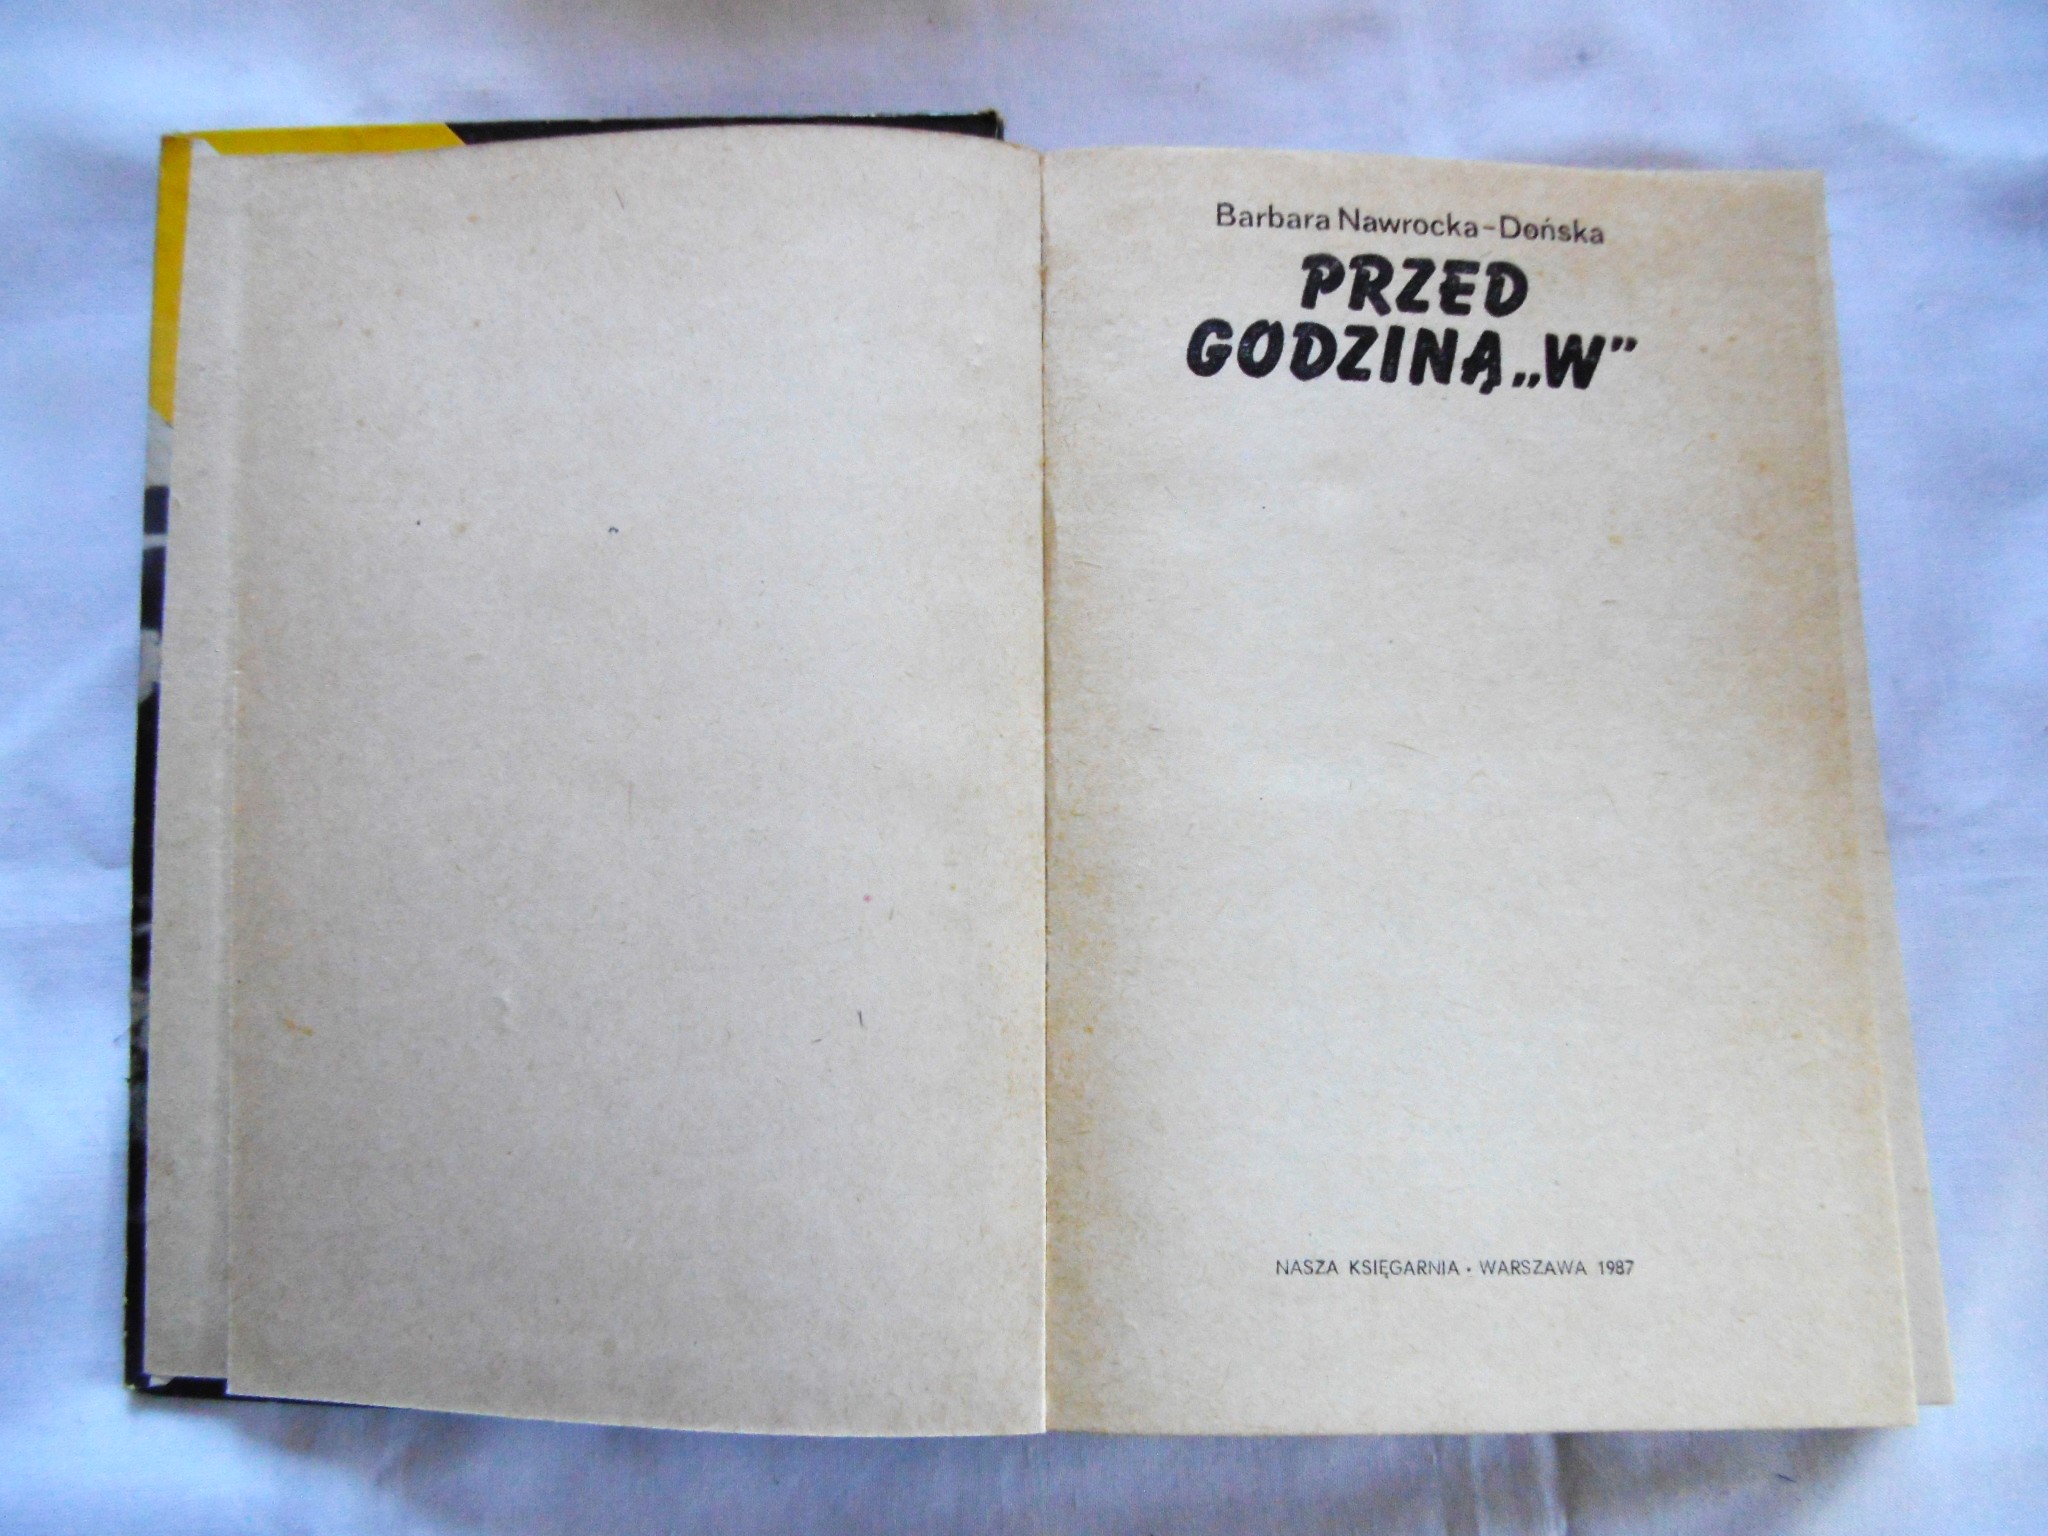 Barbara Nawrocka-Dońska
PRZED
GODZINĄ „W”
NASZA KSIĘGARNIA • WARSZAWA 1987